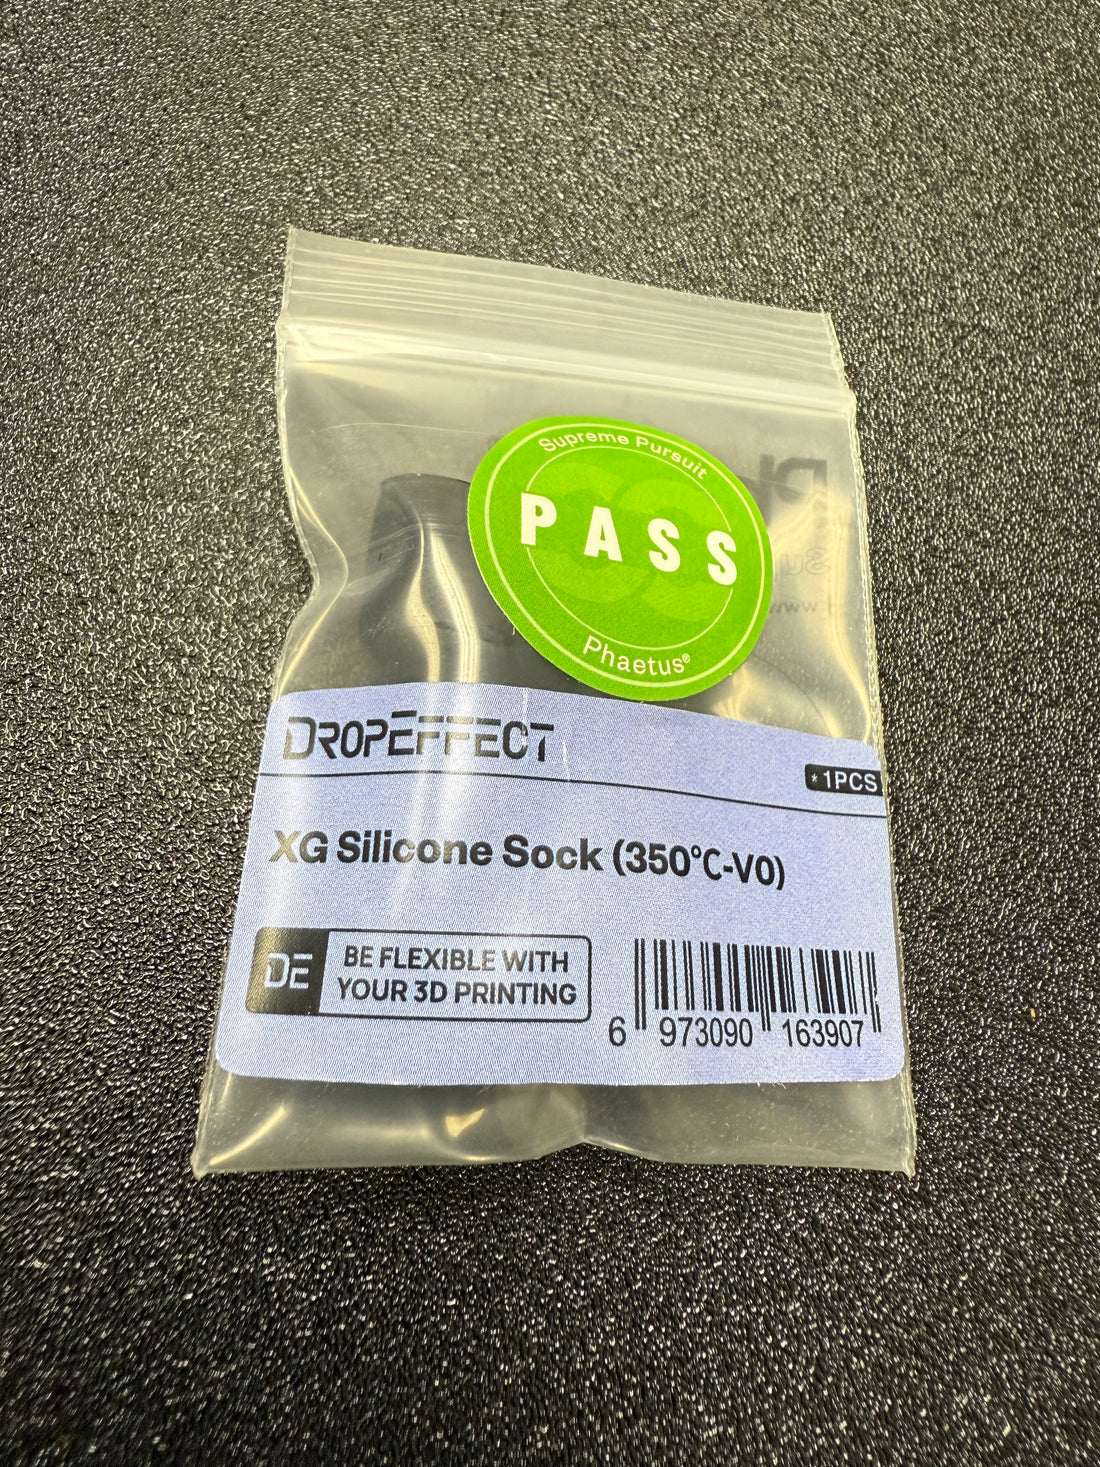 Supreme Pursuit
PASS
Phaetus®
DROPEFFECT
* 1PCS
XG Silicone Sock (350℃-V0)
DE
BE FLEXIBLE WITH
YOUR 3D PRINTING
6 973090 163907